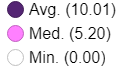 Avg. (10.01)
Med. (5.20)
Min. (0.00)